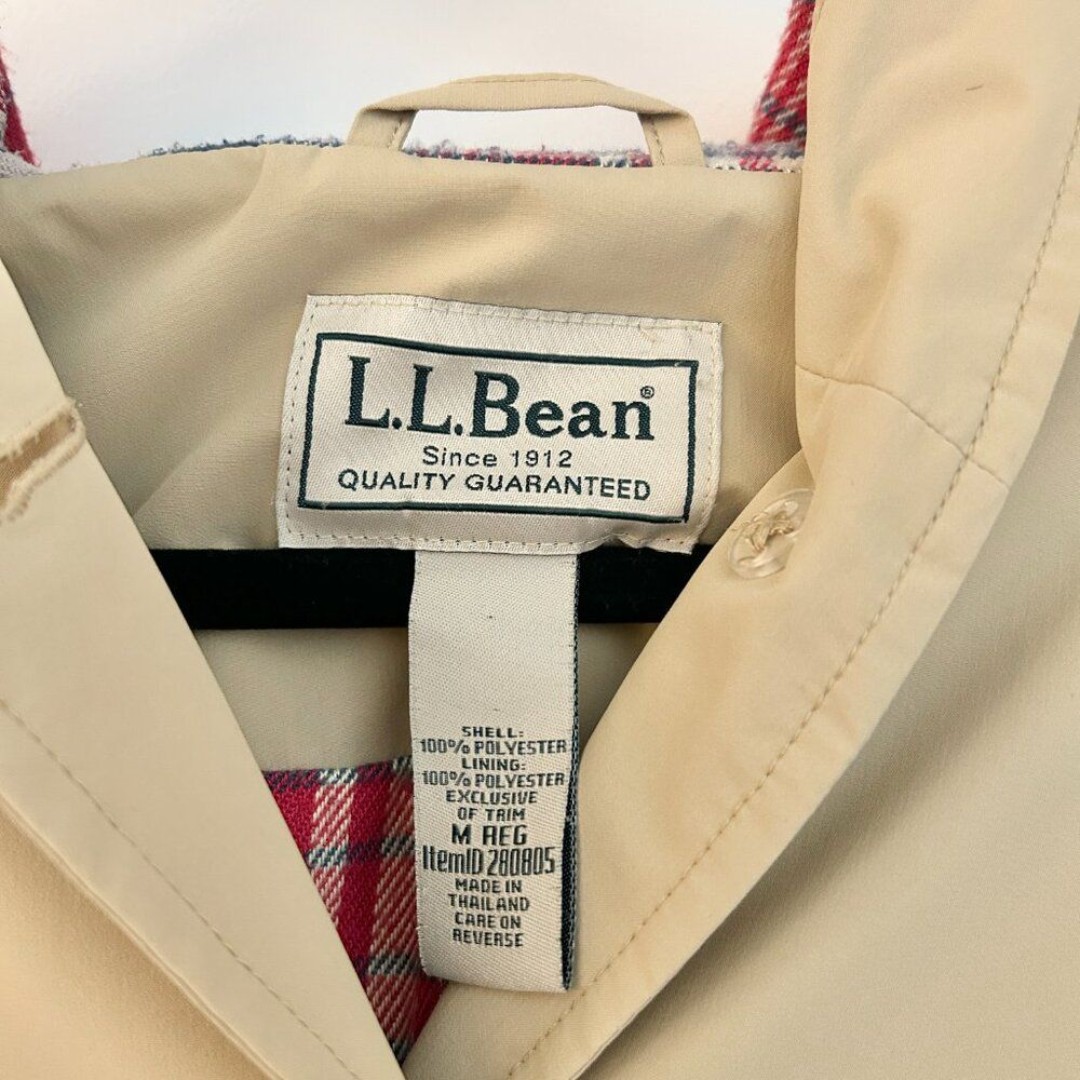 L.L.Bean®
Since 1912
QUALITY GUARANTEED
SHELL:
100% POLYESTER
LINING:
100% POLYESTER
EXCLUSIVE
OF TRIM
M REG
ItemID 280805
MADE IN
THAILAND
CARE ON
REVERSE